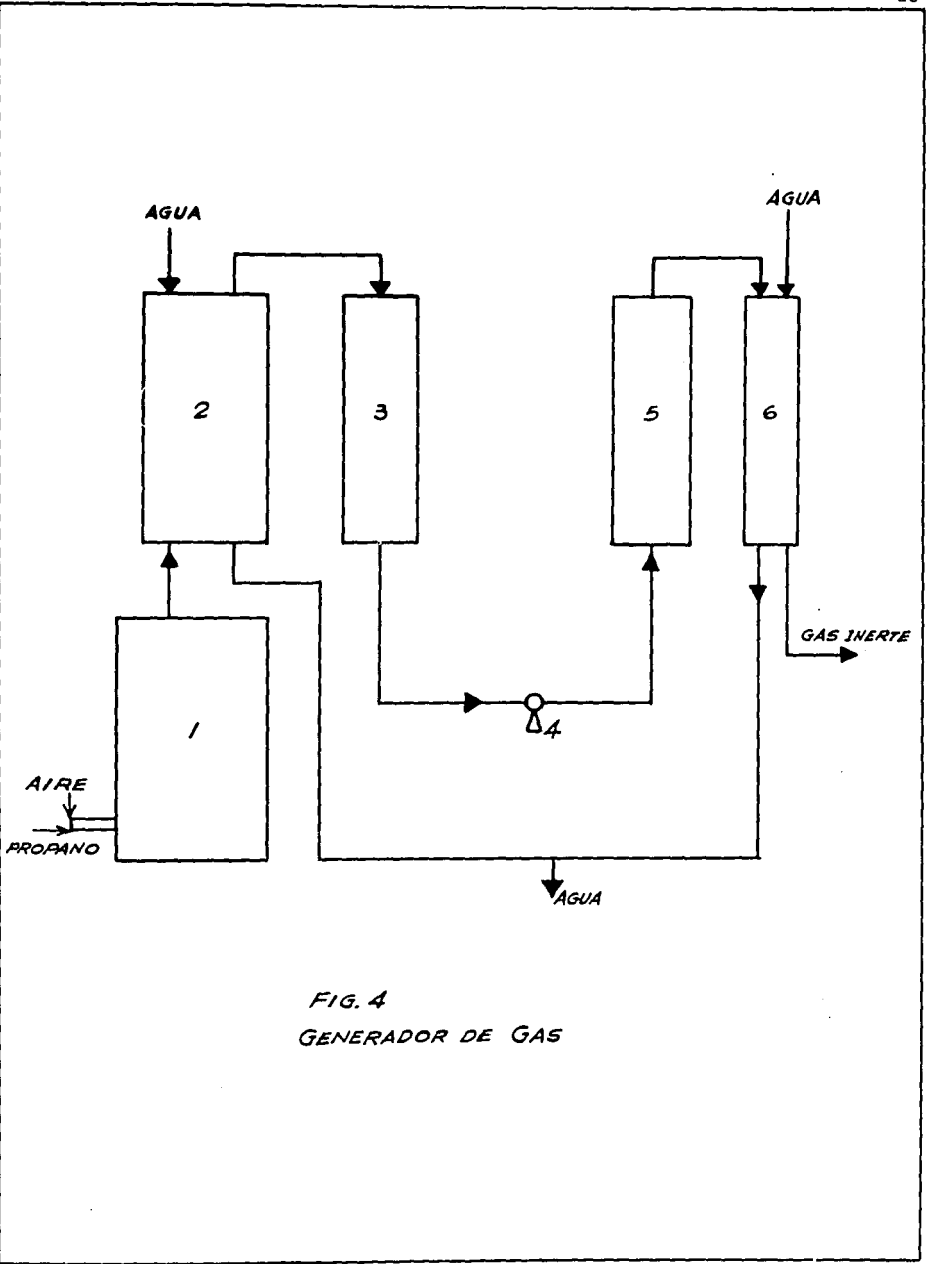 AGUA
AGUA
2
3
5
6
GAS INERTE
1
4
AIRE
PROPANO
AGUA
FIG. 4
GENERADOR DE GAS